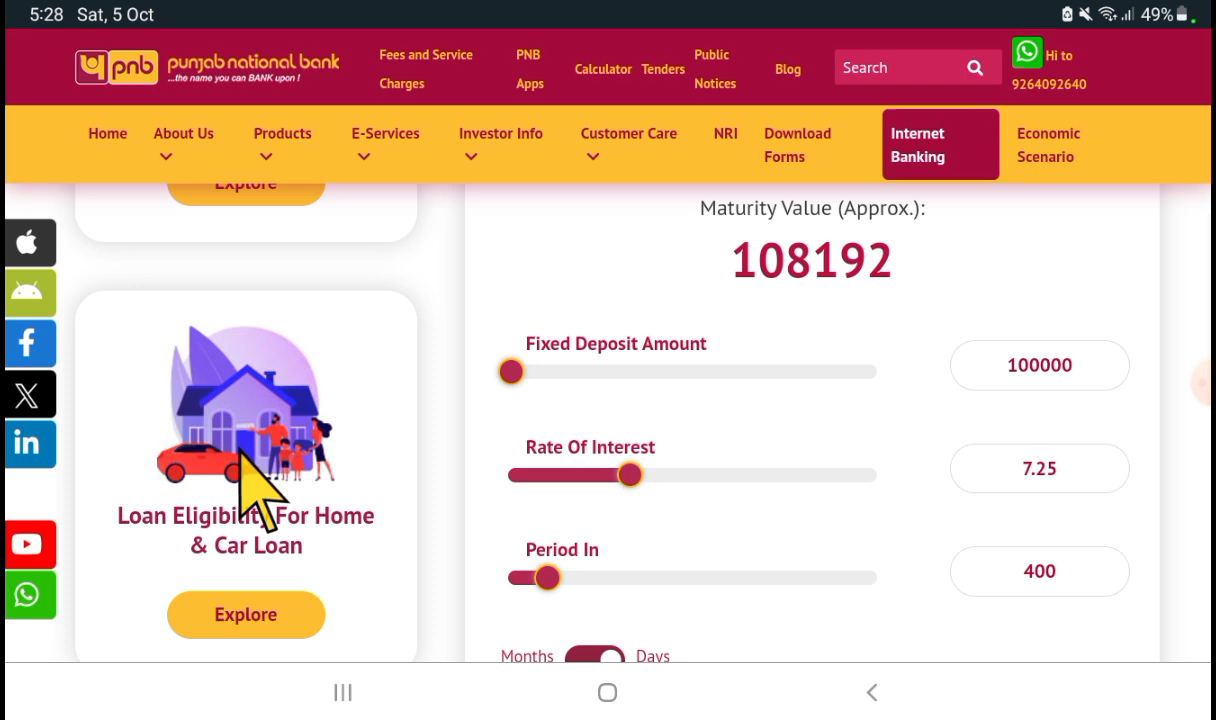 5:28 Sat, 5 Oct
49%
pnb punjab national bank
...the name you can BANK upon !
Fees and Service
Charges
PNB
Apps
Calculator
Tenders
Public
Notices
Blog
Search
Hi to
9264092640
Home
About Us
Products
E-Services
Investor Info
Customer Care
NRI
Download
Forms
Internet
Banking
Economic
Scenario
Explore
Maturity Value (Approx.):
108192
Fixed Deposit Amount
100000
Rate Of Interest
7.25
Period In
400
Months
Days
Loan Eligibility For Home
& Car Loan
Explore